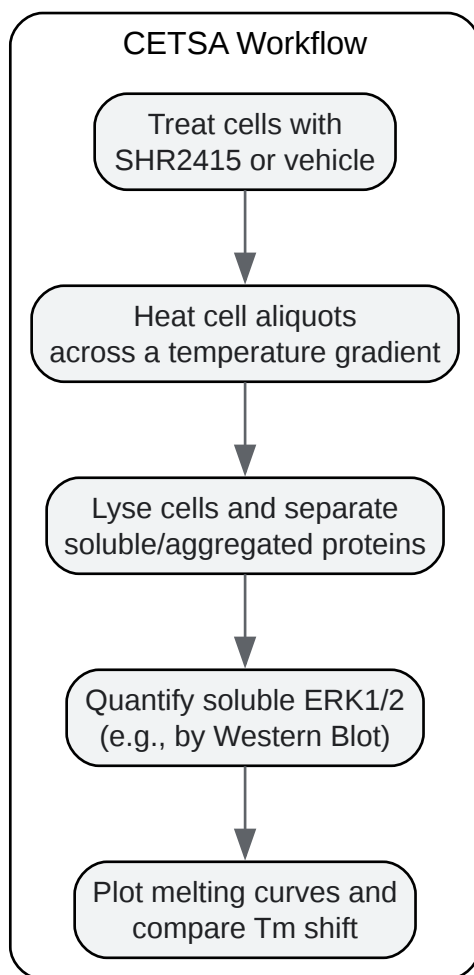 CETSA Workflow
Treat cells with
SHR2415 or vehicle
Heat cell aliquots
across a temperature gradient
Lyse cells and separate
soluble/aggregated proteins
Quantify soluble ERK1/2
(e.g., by Western Blot)
Plot melting curves and
compare Tm shift